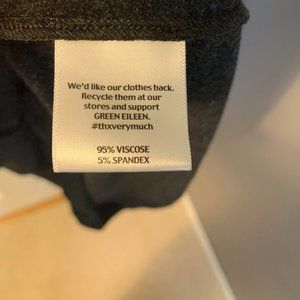 We'd like our clothes back.
Recycle them at our
stores and support
GREEN EILEEN.
#thxverymuch
95% VISCOSE
5% SPANDEX